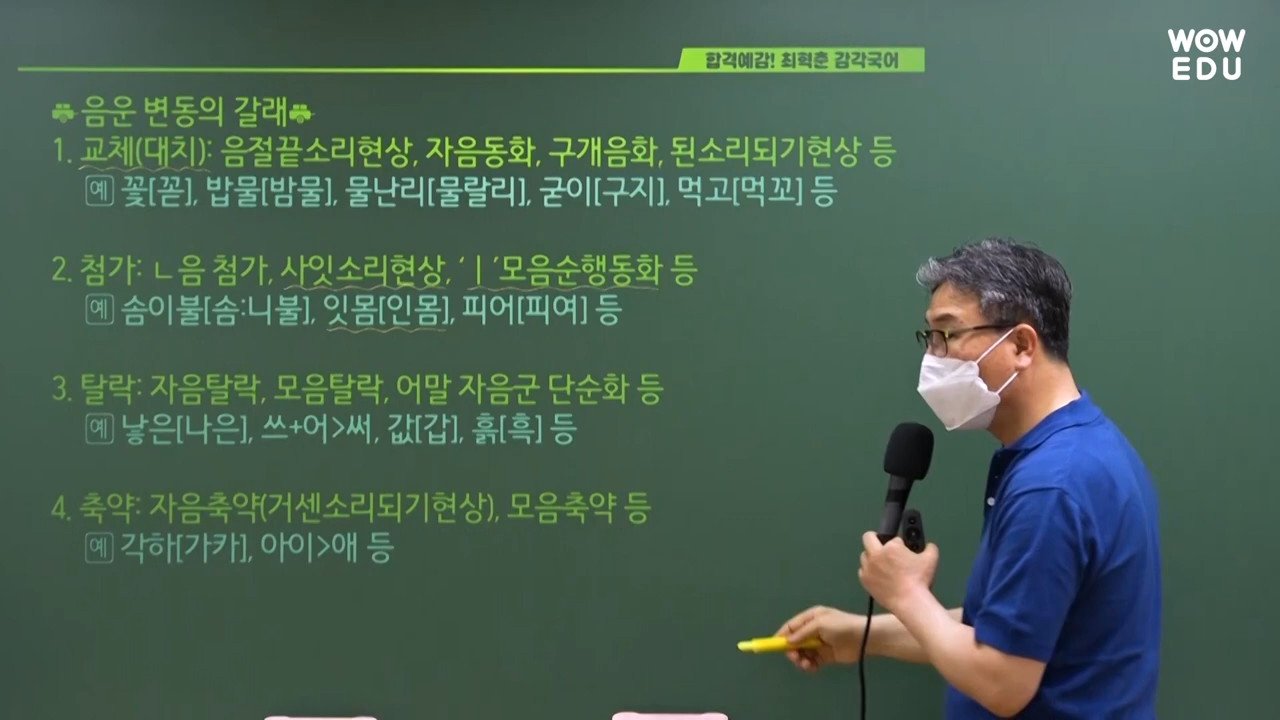 WOW
EDU
합격예감! 최혁춘 감각국어
음운 변동의 갈래
1. 교체(대치): 음절끝소리현상, 자음동화, 구개음화, 된소리되기현상 등
예 꽃[꼳], 밥물[밤물], 물난리[물랄리], 굳이[구지], 먹고[먹꼬] 등
2. 첨가: ㄴ음 첨가, 사잇소리현상, ‘ㅣ’모음순행동화 등
예 솜이불[솜:니불], 잇몸[인몸], 피어[피여] 등
3. 탈락: 자음탈락, 모음탈락, 어말 자음군 단순화 등
예 낳은[나은], 쓰+어>써, 값[갑], 흙[흑] 등
4. 축약: 자음축약(거센소리되기현상), 모음축약 등
예 각하[가카], 아이>애 등